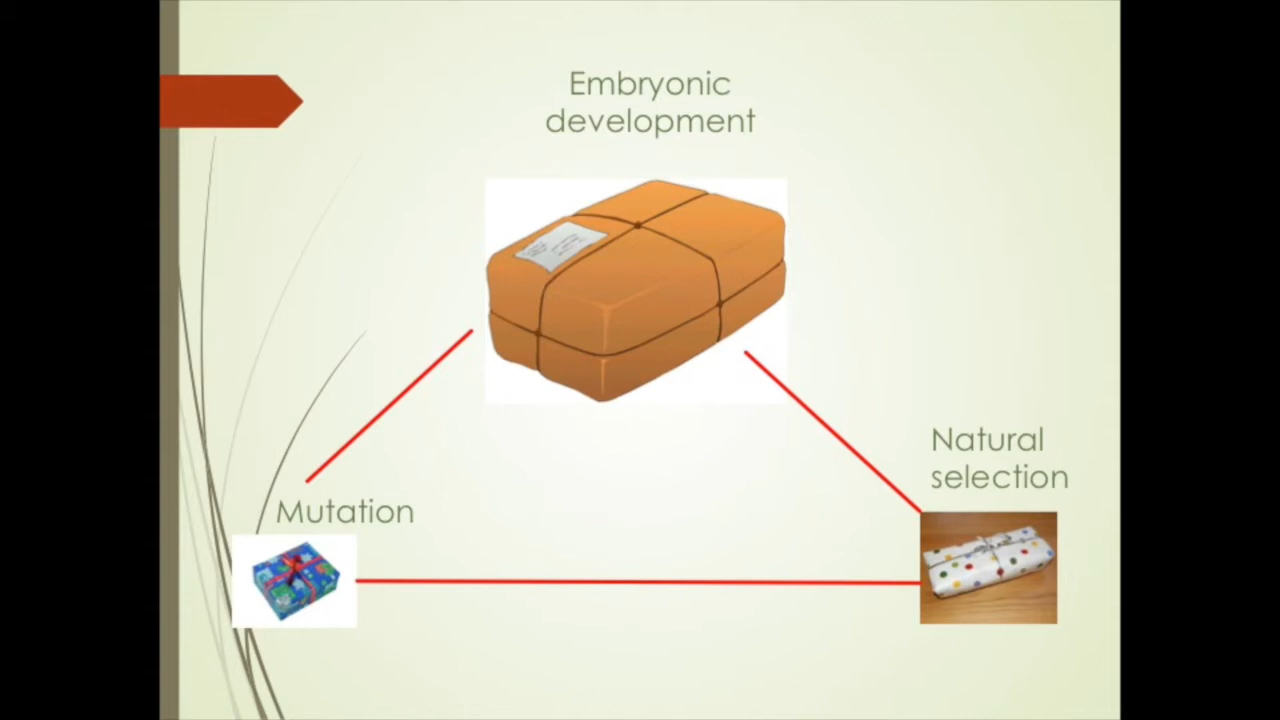 Embryonic
development
Natural
selection
Mutation